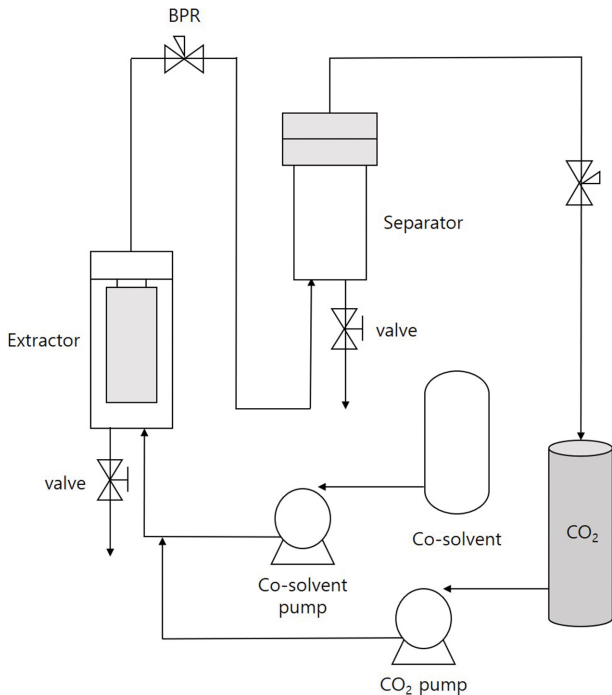 BPR
Separator
valve
Extractor
valve
Co-solvent
CO₂
Co-solvent
pump
CO₂ pump